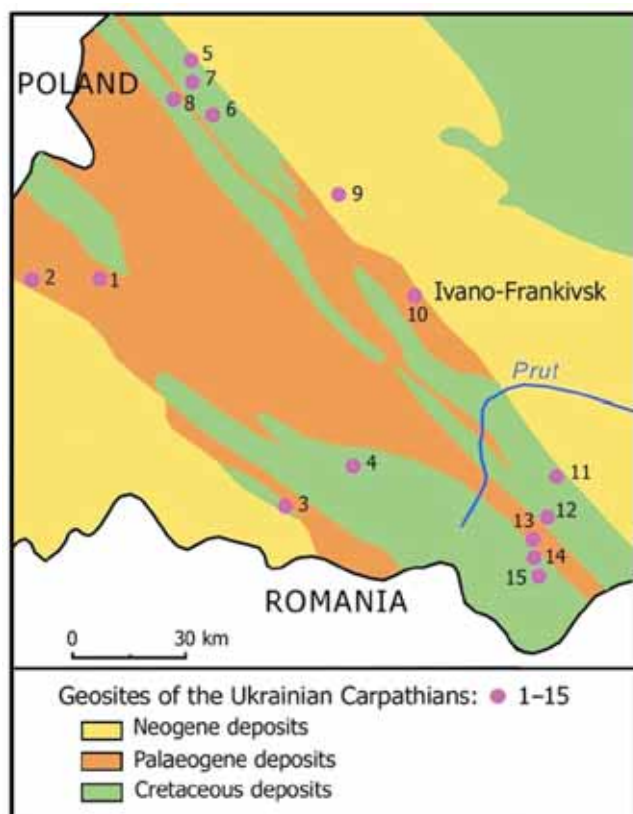 5
POLAND
7
8
6
9
2
1
Ivano-Frankivsk
10
Prut
4
11
3
12
13
14
15
ROMANIA
0 30 km
Geosites of the Ukrainian Carpathians: 1–15
Neogene deposits
Palaeogene deposits
Cretaceous deposits